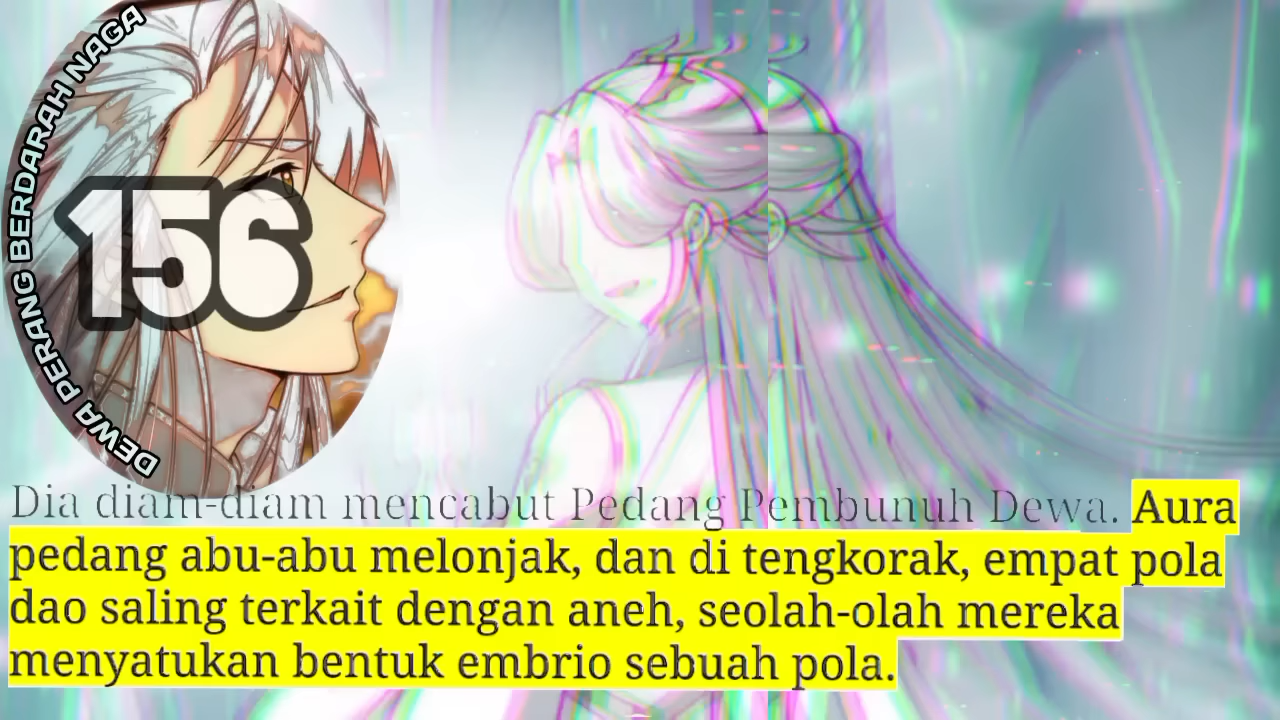 DEWA PERANG BERDARAH NAGA
156
Dia diam-diam mencabut Pedang Pembunuh Dewa. Aura
pedang abu-abu melonjak, dan di tengkorak, empat pola
dao saling terkait dengan aneh, seolah-olah mereka
menyatukan bentuk embrio sebuah pola.